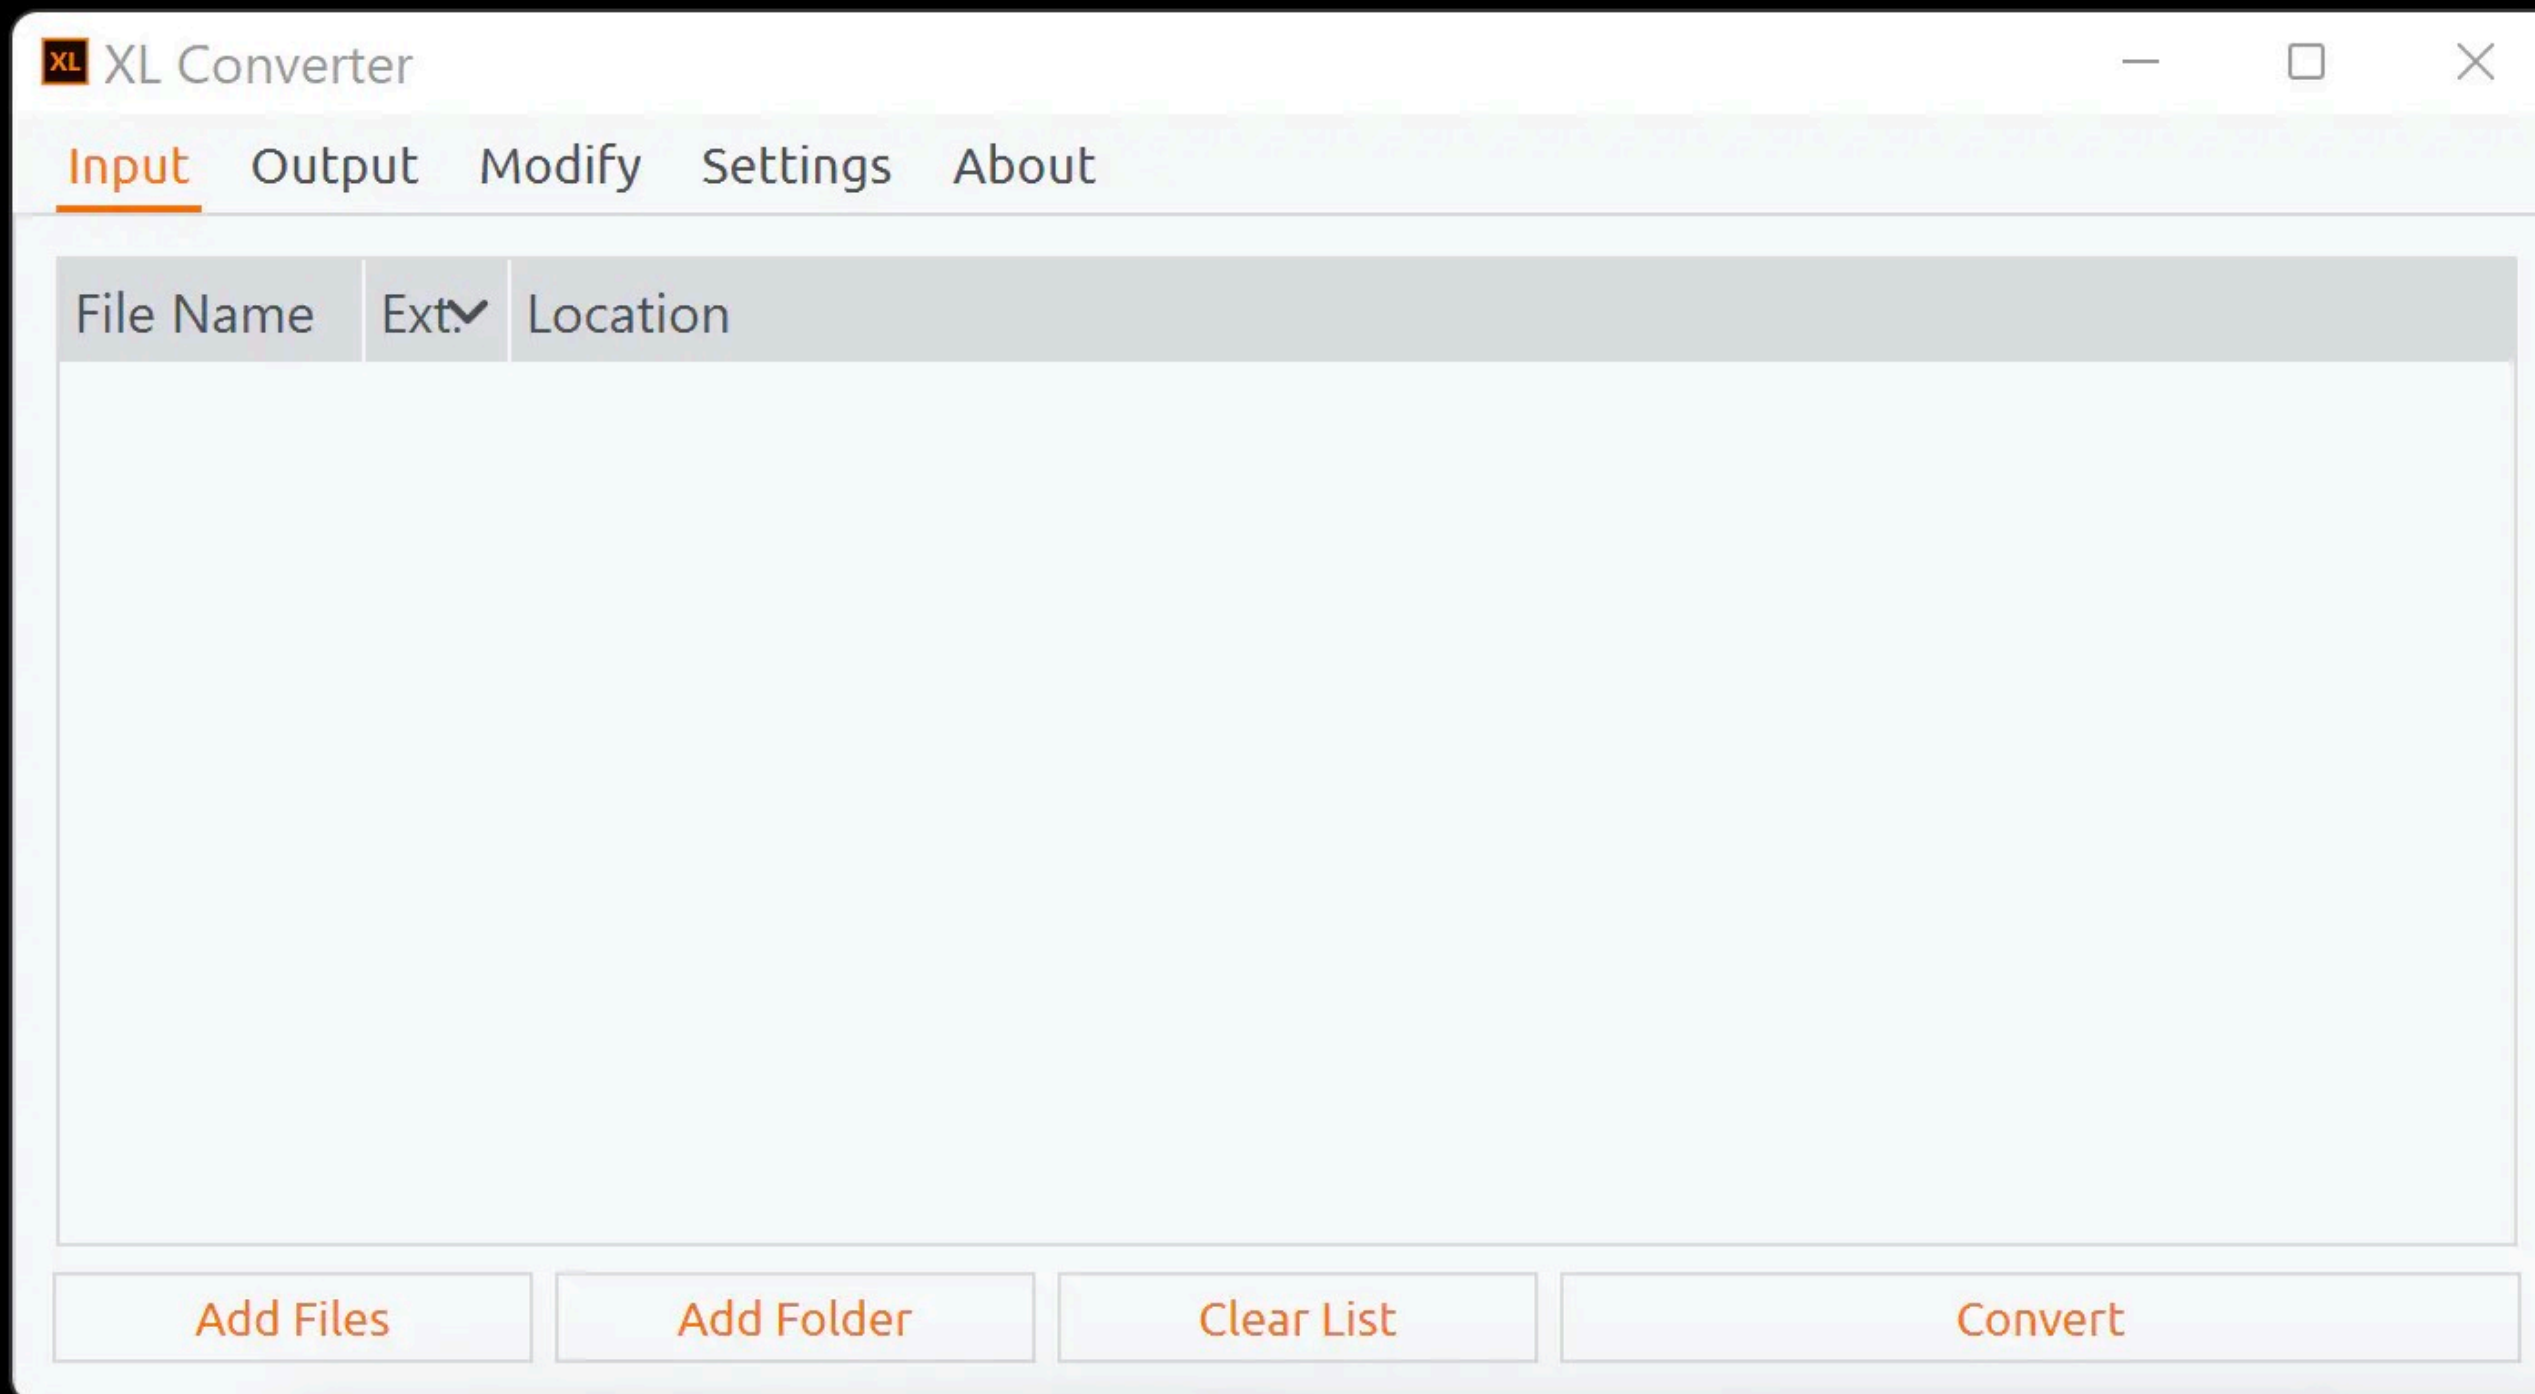 XL XL Converter
Input Output Modify Settings About
File Name Ext. Location
Add Files Add Folder Clear List Convert